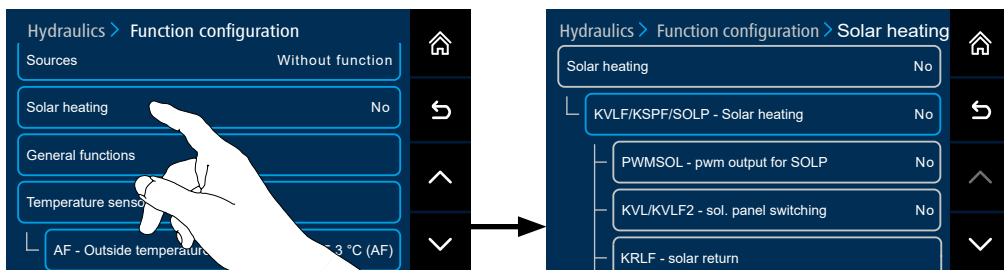 Hydraulics > Function configuration
Sources Without function
Solar heating No
General functions
Temperature senso
AF - Outside temperatur 3 °C (AF)
Hydraulics > Function configuration > Solar heating
Solar heating No
KVLF/KSPF/SOLP - Solar heating No
PWMSOL - pwm output for SOLP No
KVL/KVLF2 - sol. panel switching No
KRLF - solar return